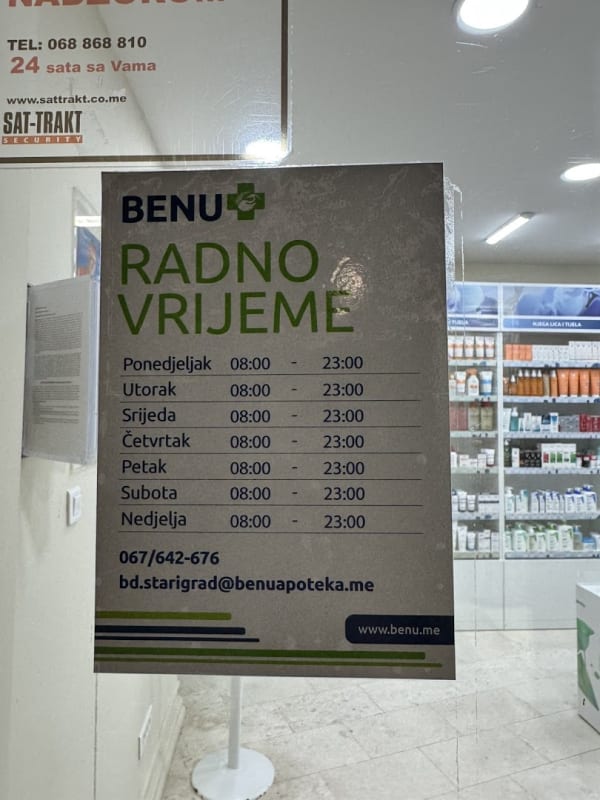 TEL: 068 868 810
24 sata sa Vama
www.sattrakt.co.me
SAT-TRAKT
SECURITY
BENU
RADNO
VRIJEME
Ponedjeljak 08:00 - 23:00
Utorak 08:00 - 23:00
Srijeda 08:00 - 23:00
Četvrtak 08:00 - 23:00
Petak 08:00 - 23:00
Subota 08:00 - 23:00
Nedjelja 08:00 - 23:00
067/642-676
bd.starigrad@benuapoteka.me
www.benu.me
NJEGA LICA I TIJELA